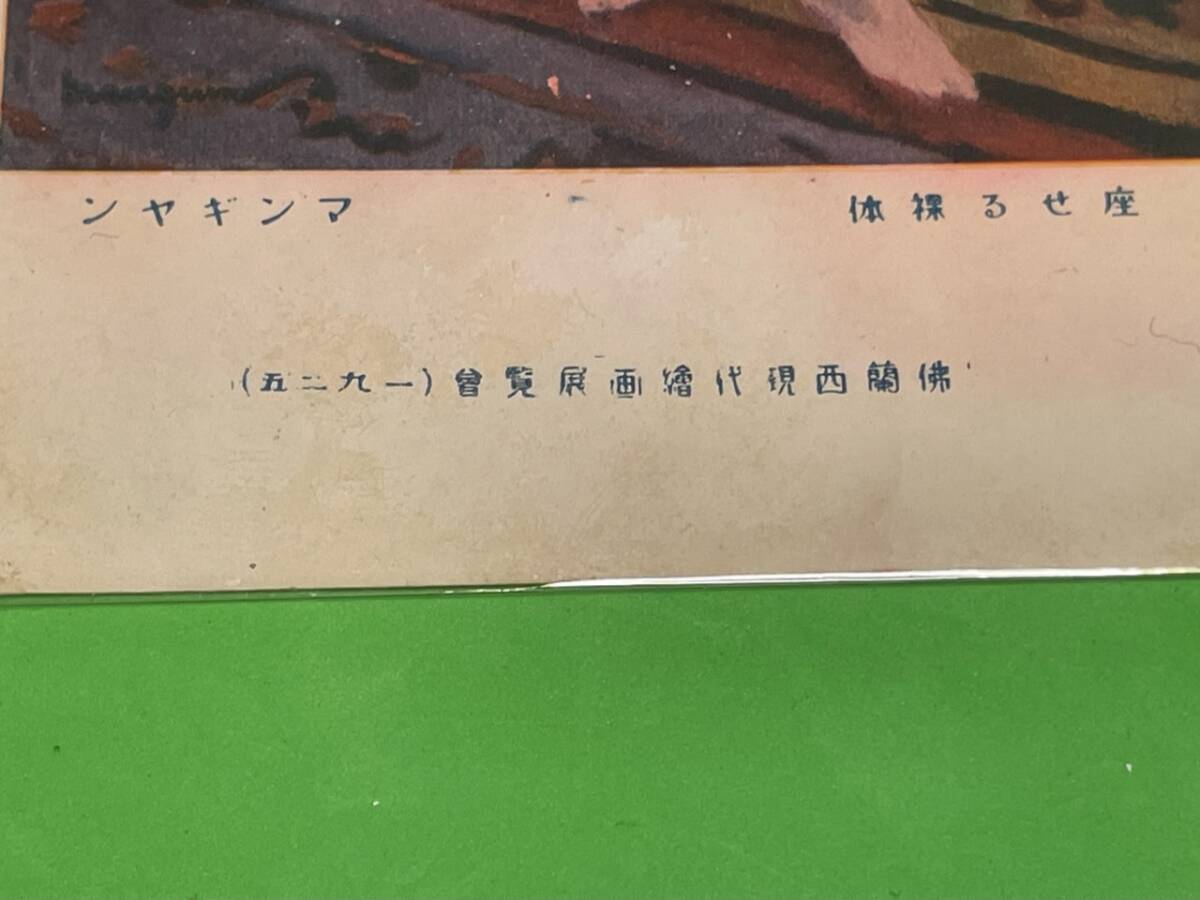 座せる裸体 マンギヤン
佛蘭西現代繪画展覧會(一九二五)